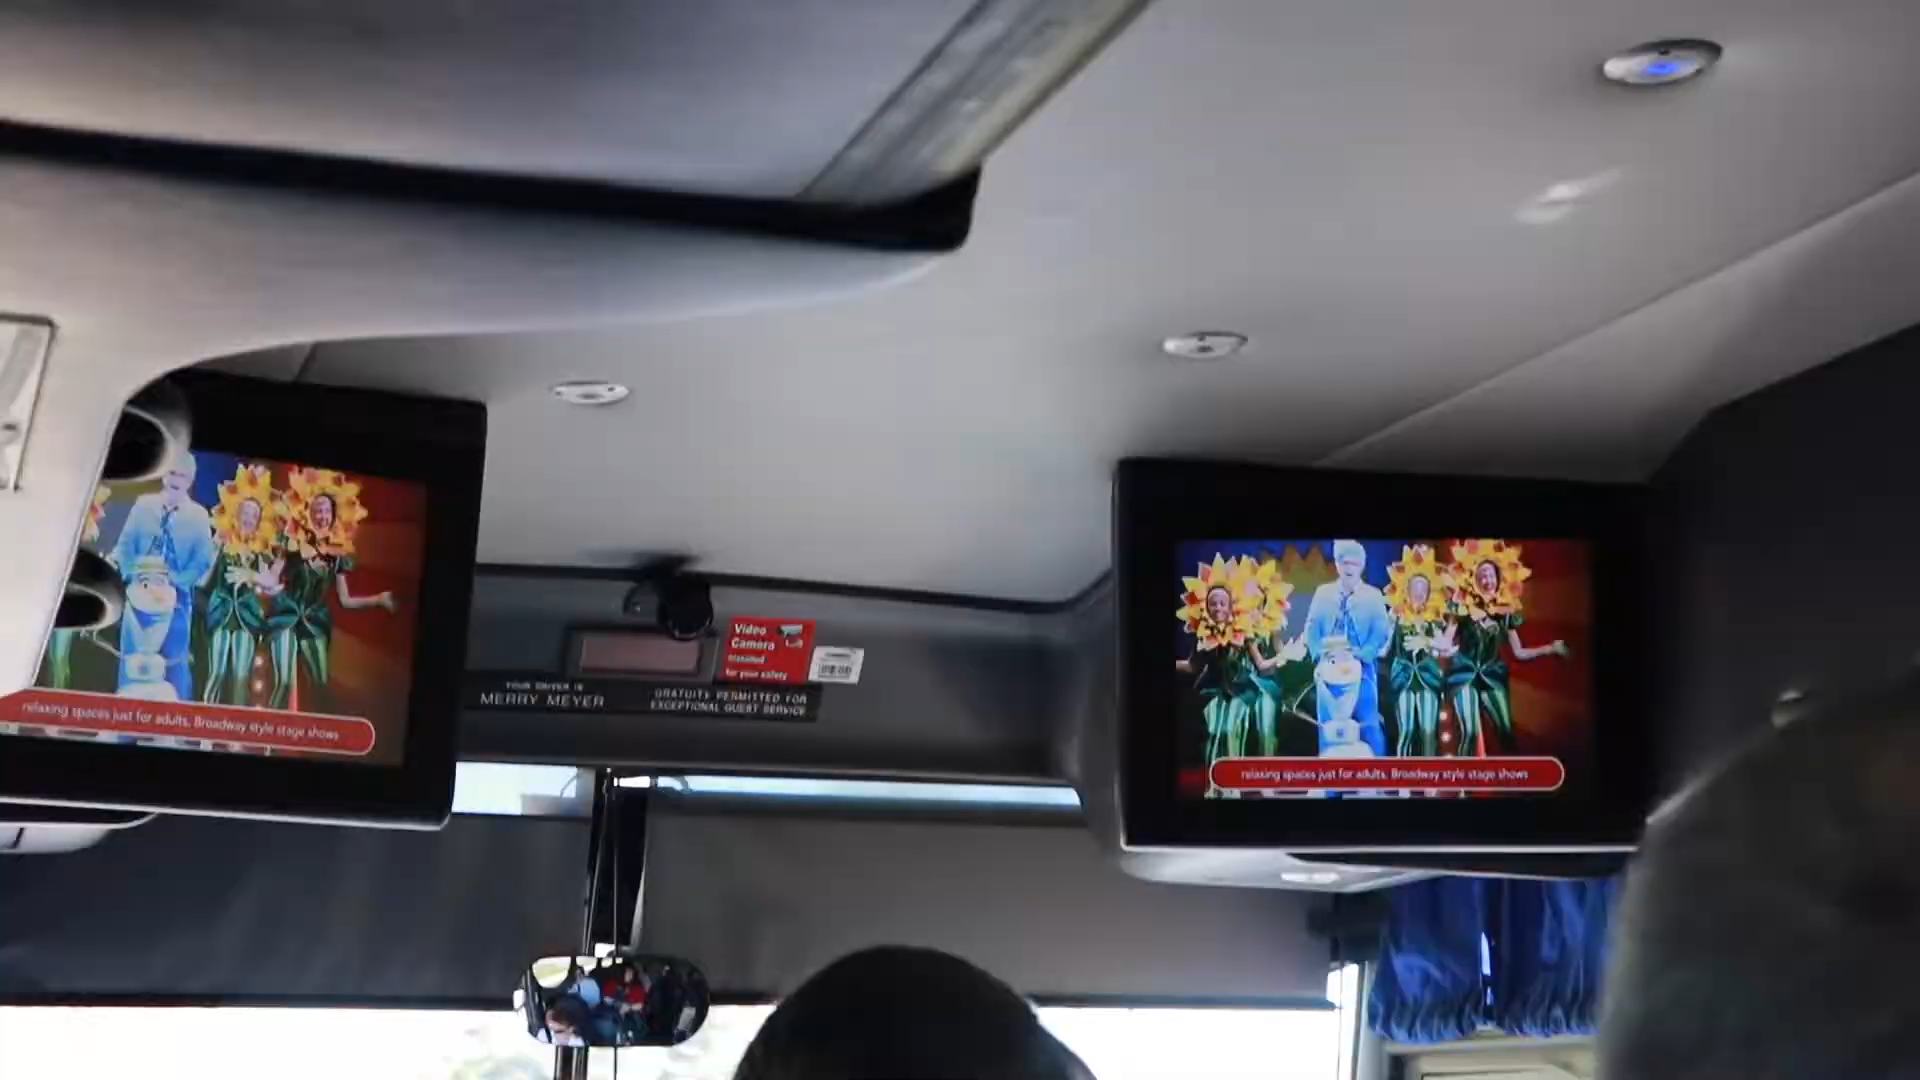 Video
Camera
installed
for your safety
YOUR DRIVER IS
MERRY MEYER
GRATUITY PERMITTED FOR
EXCEPTIONAL GUEST SERVICE
relaxing spaces just for adults, Broadway style stage shows
relaxing spaces just for adults, Broadway style stage shows